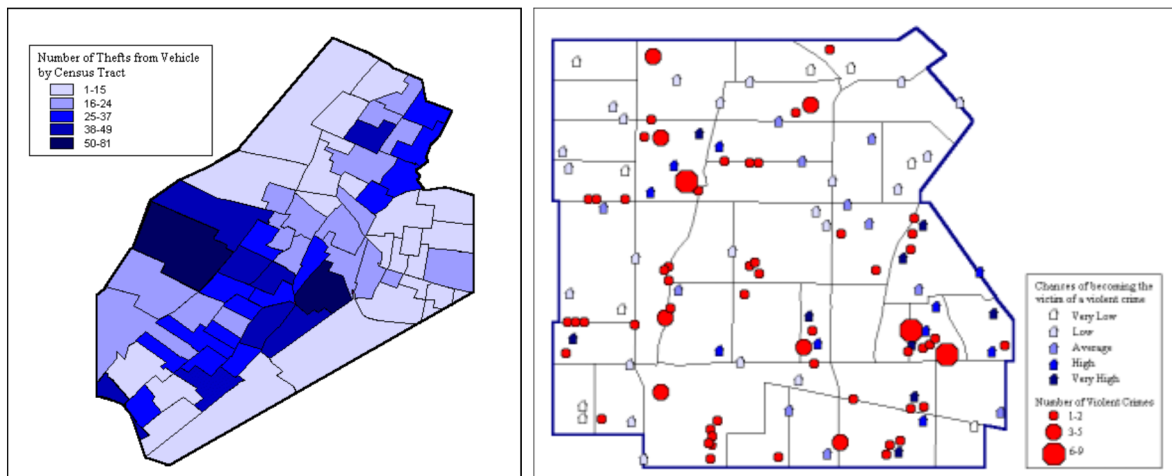 Number of Thefts from Vehicle
by Census Tract
1-15
16-24
25-37
38-49
50-81
Chances of becoming the
victim of a violent crime
Very Low
Low
Average
High
Very High
Number of Violent Crimes
1-2
3-5
6-9